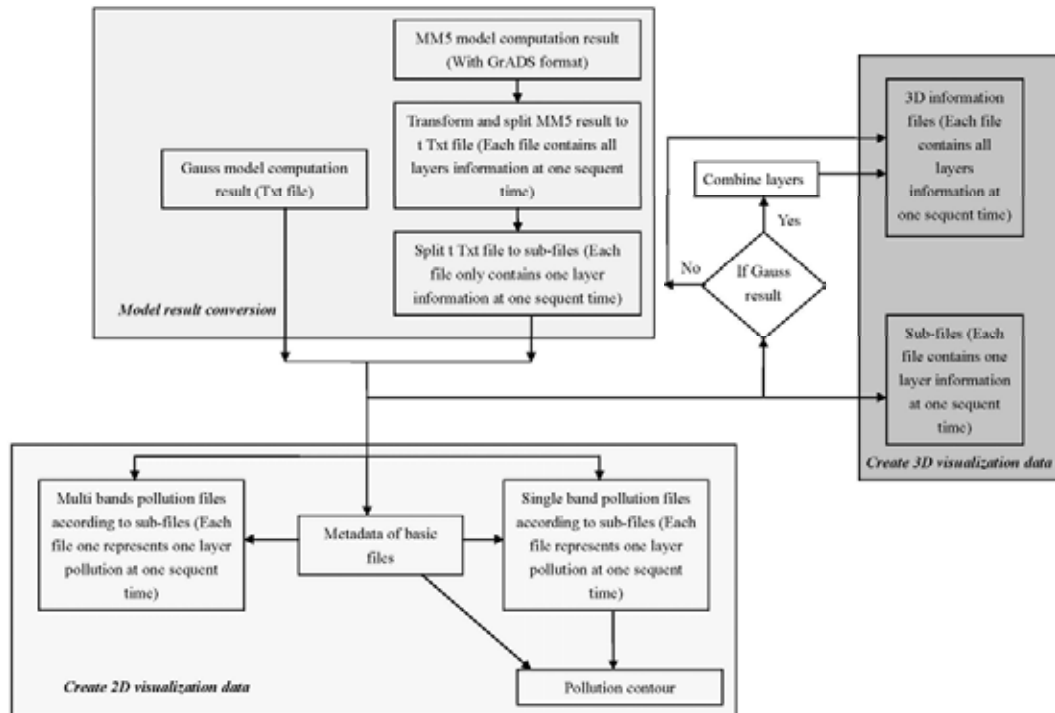 MM5 model computation result
(With GrADS format)
Transform and split MM5 result to
t Txt file (Each file contains all
layers information at one sequent
time)
Gauss model computation
result (Txt file)
Split t Txt file to sub-files (Each
file only contains one layer
information at one sequent time)
Model result conversion
Combine layers
Yes
No
If Gauss
result
3D information
files (Each file
contains all
layers
information at
one sequent time)
Sub-files (Each
file contains one
layer information
at one sequent
time)
Create 3D visualization data
Multi bands pollution files
according to sub-files (Each
file one represents one layer
pollution at one sequent
time)
Metadata of basic
files
Single band pollution files
according to sub-files (Each
file represents one layer
pollution at one sequent
time)
Pollution contour
Create 2D visualization data